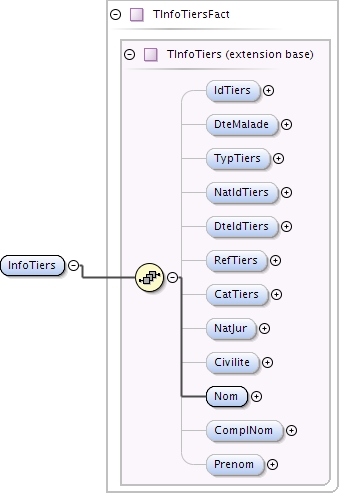 TInfoTiersFact
TInfoTiers (extension base)
IdTiers
DteMalade
TypTiers
NatIdTiers
DteIdTiers
RefTiers
InfoTiers
CatTiers
NatJur
Civilite
Nom
ComplNom
Prenom